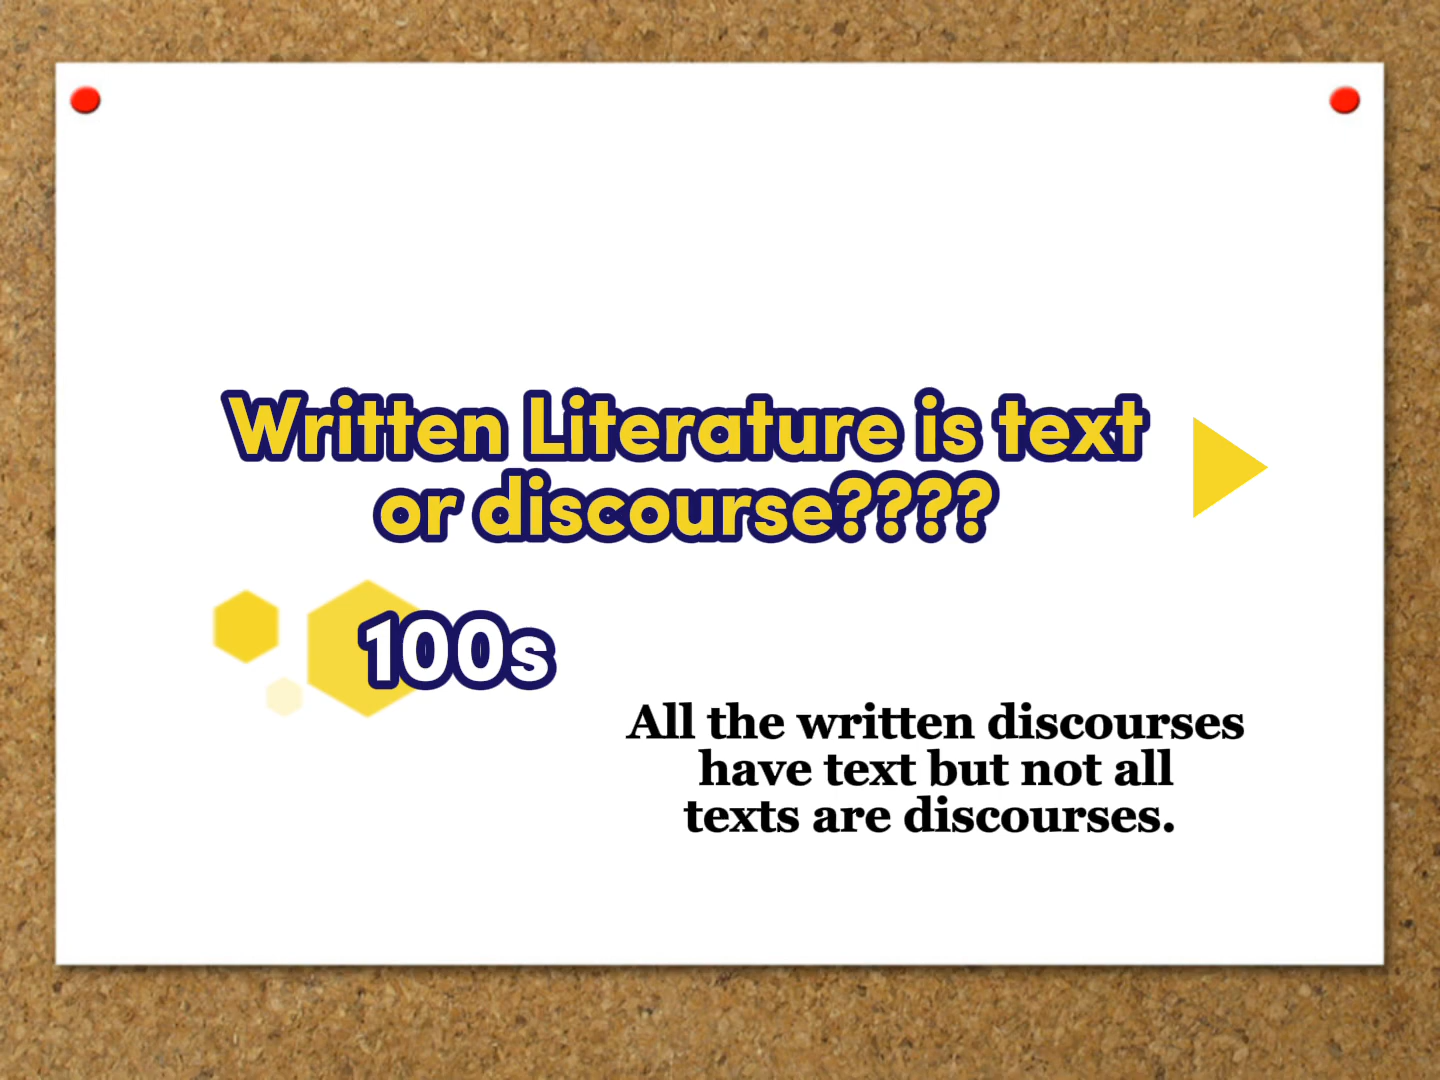 Written Literature is text
or discourse????
100s
All the written discourses
have text but not all
texts are discourses.